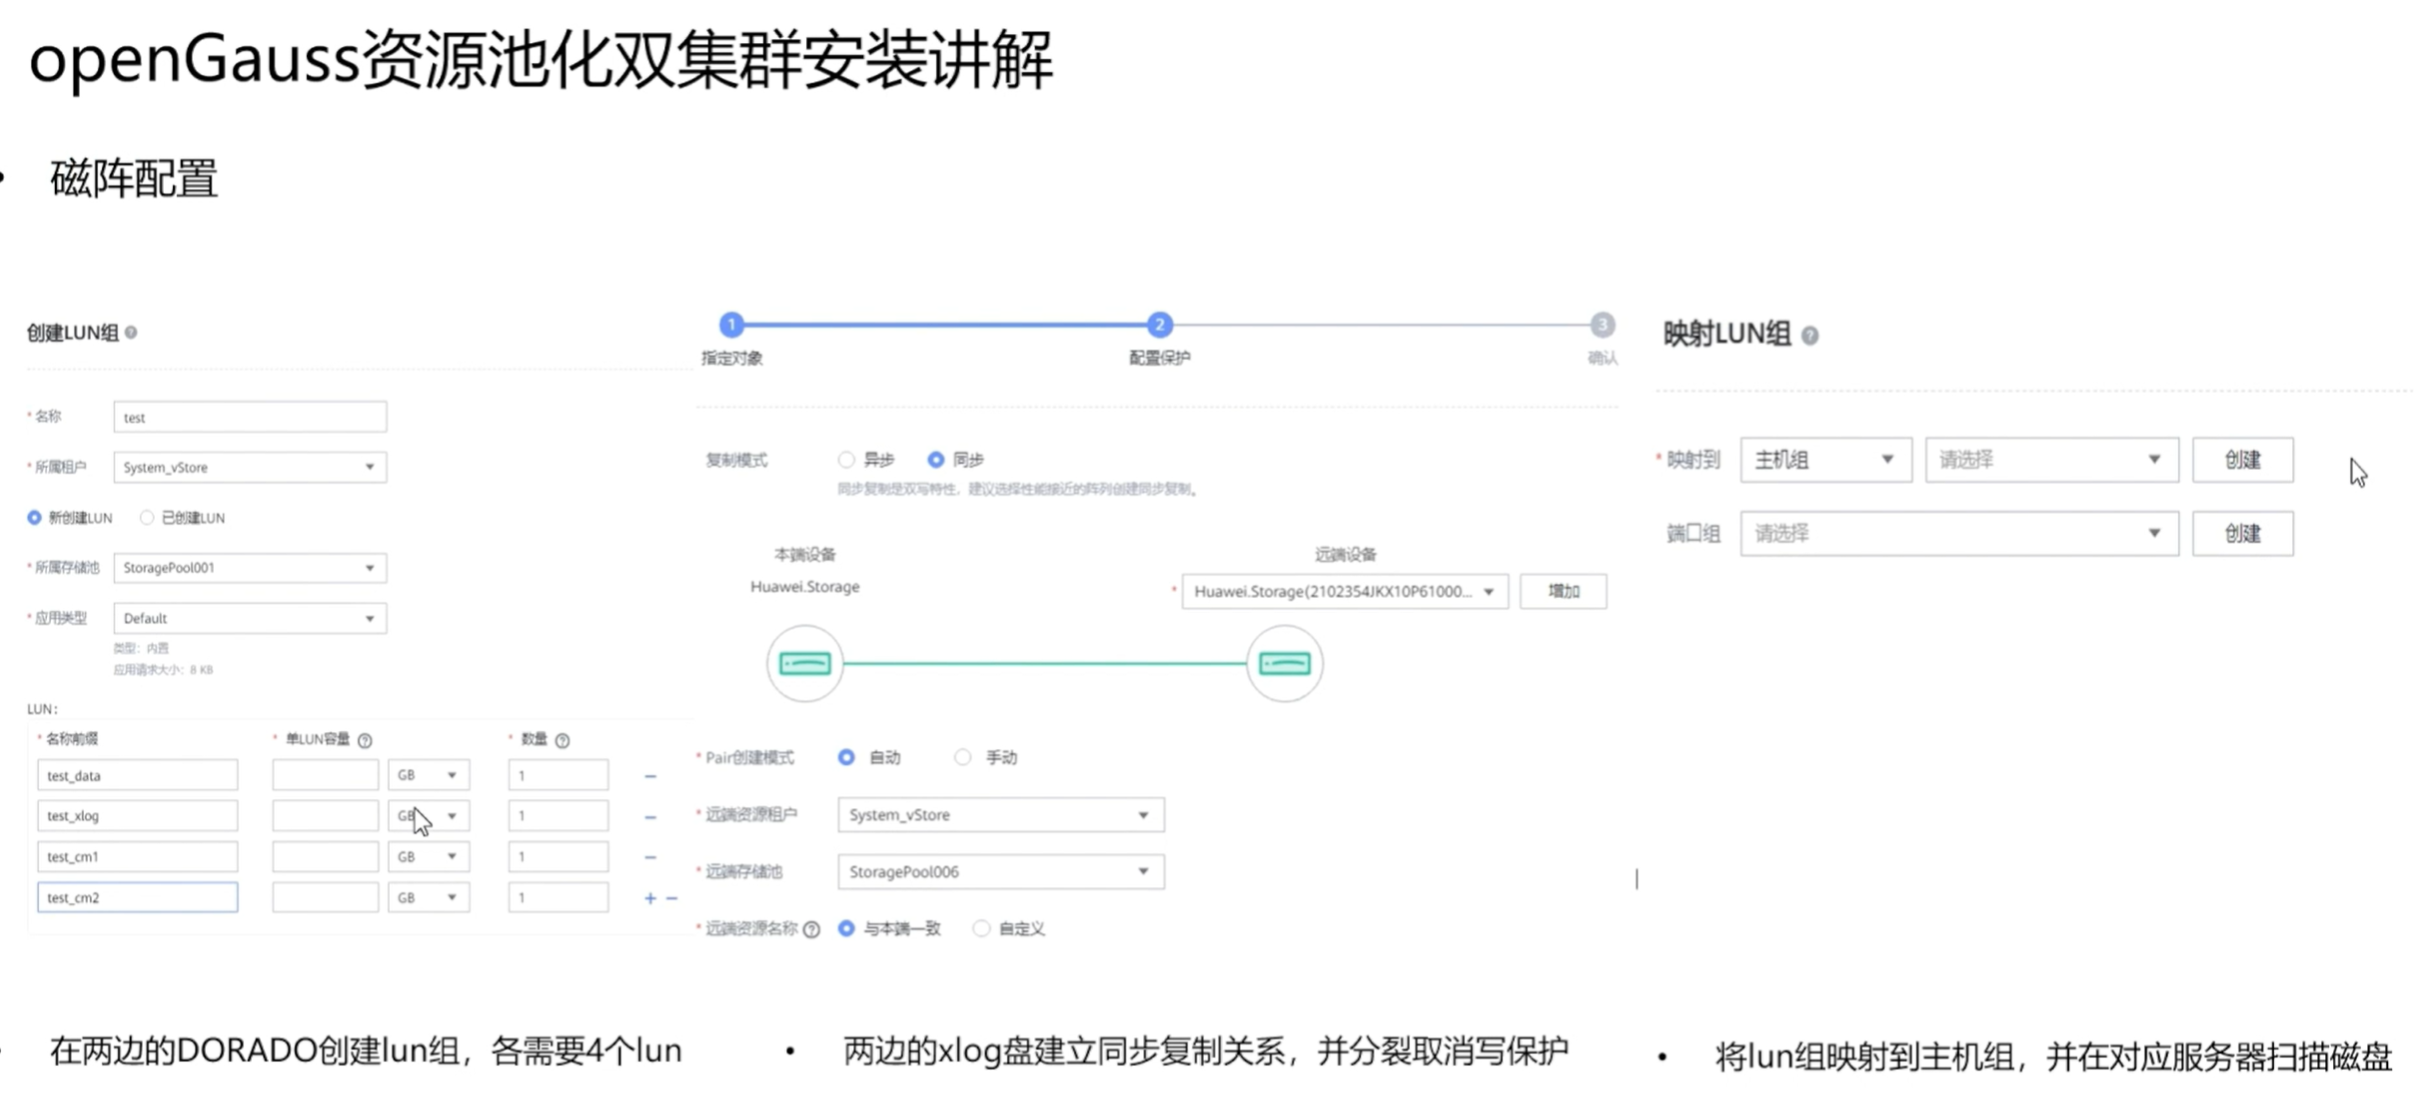 openGauss资源池化双集群安装讲解
• 磁阵配置
创建LUN组 ?
* 名称 test
* 所属租户 System_vStore
新创建LUN 已创建LUN
* 所属存储池 StoragePool001
* 应用类型 Default
类型：内置
应用请求大小：8 KB
LUN：
* 名称前缀 * 单LUN容量 ? * 数量 ?
test_data GB 1 −
test_xlog GB 1 −
test_cm1 GB 1 −
test_cm2 GB 1 + −
1 2 3
指定对象 配置保护 确认
复制模式 异步 同步
同步复制是双写特性，建议选择性能接近的阵列创建同步复制。
本端设备 远端设备
Huawei.Storage * Huawei.Storage(2102354JKX10P61000... 增加
* Pair创建模式 自动 手动
* 远端资源租户 System_vStore
* 远端存储池 StoragePool006
* 远端资源名称 ? 与本端一致 自定义
映射LUN组 ?
* 映射到 主机组 请选择 创建
端口组 请选择 创建
• 在两边的DORADO创建lun组，各需要4个lun
• 两边的xlog盘建立同步复制关系，并分裂取消写保护
• 将lun组映射到主机组，并在对应服务器扫描磁盘